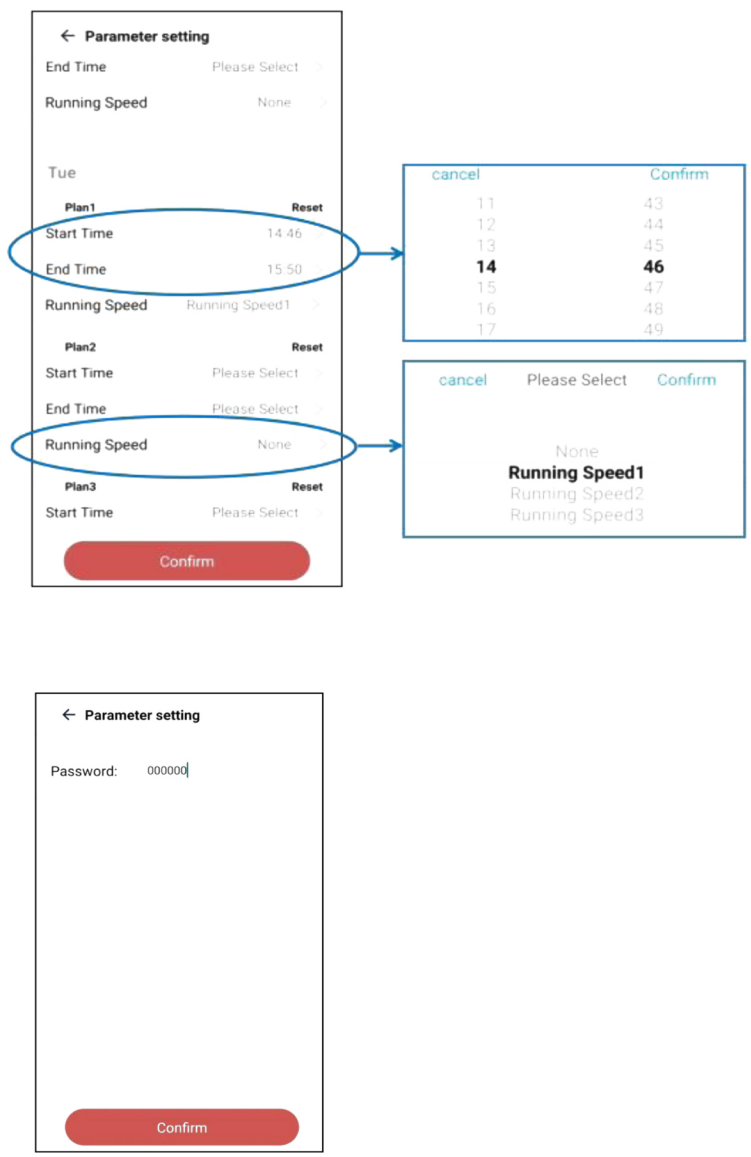 ← Parameter setting
End Time Please Select >
Running Speed None >
Tue
Plan1 Reset
Start Time 14:46 >
End Time 15:50 >
Running Speed Running Speed1 >
Plan2 Reset
Start Time Please Select >
End Time Please Select >
Running Speed None >
Plan3 Reset
Start Time Please Select >
Confirm
cancel Confirm
11 43
12 44
13 45
14 46
15 47
16 48
17 49
cancel Please Select Confirm
None
Running Speed1
Running Speed2
Running Speed3
← Parameter setting
Password: 000000
Confirm